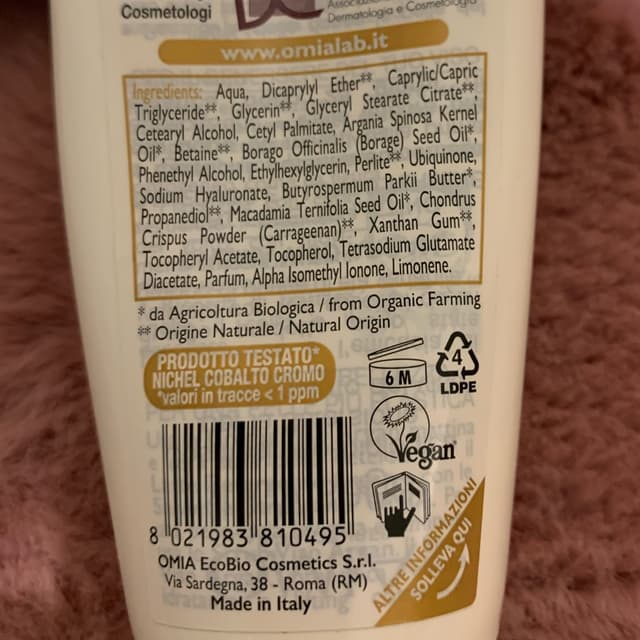 Cosmetologi
Dermatologia e Cosmetologia
www.omialab.it
Ingredients: Aqua, Dicaprylyl Ether**, Caprylic/Capric
Triglyceride**, Glycerin**, Glyceryl Stearate Citrate**,
Cetearyl Alcohol, Cetyl Palmitate, Argania Spinosa Kernel
Oil*, Betaine**, Borago Officinalis (Borage) Seed Oil*,
Phenethyl Alcohol, Ethylhexylglycerin, Perlite**, Ubiquinone,
Sodium Hyaluronate, Butyrospermum Parkii Butter*,
Propanediol**, Macadamia Ternifolia Seed Oil*, Chondrus
Crispus Powder (Carrageenan)**, Xanthan Gum**,
Tocopheryl Acetate, Tocopherol, Tetrasodium Glutamate
Diacetate, Parfum, Alpha Isomethyl Ionone, Limonene.
* da Agricoltura Biologica / from Organic Farming
** Origine Naturale / Natural Origin
PRODOTTO TESTATO*
NICHEL COBALTO CROMO
*valori in tracce < 1 ppm
6 M
4
LDPE
Vegan
8 021983 810495
OMIA EcoBio Cosmetics S.r.l.
Via Sardegna, 38 - Roma (RM)
Made in Italy
ALTRE INFORMAZIONI
SOLLEVA QUI